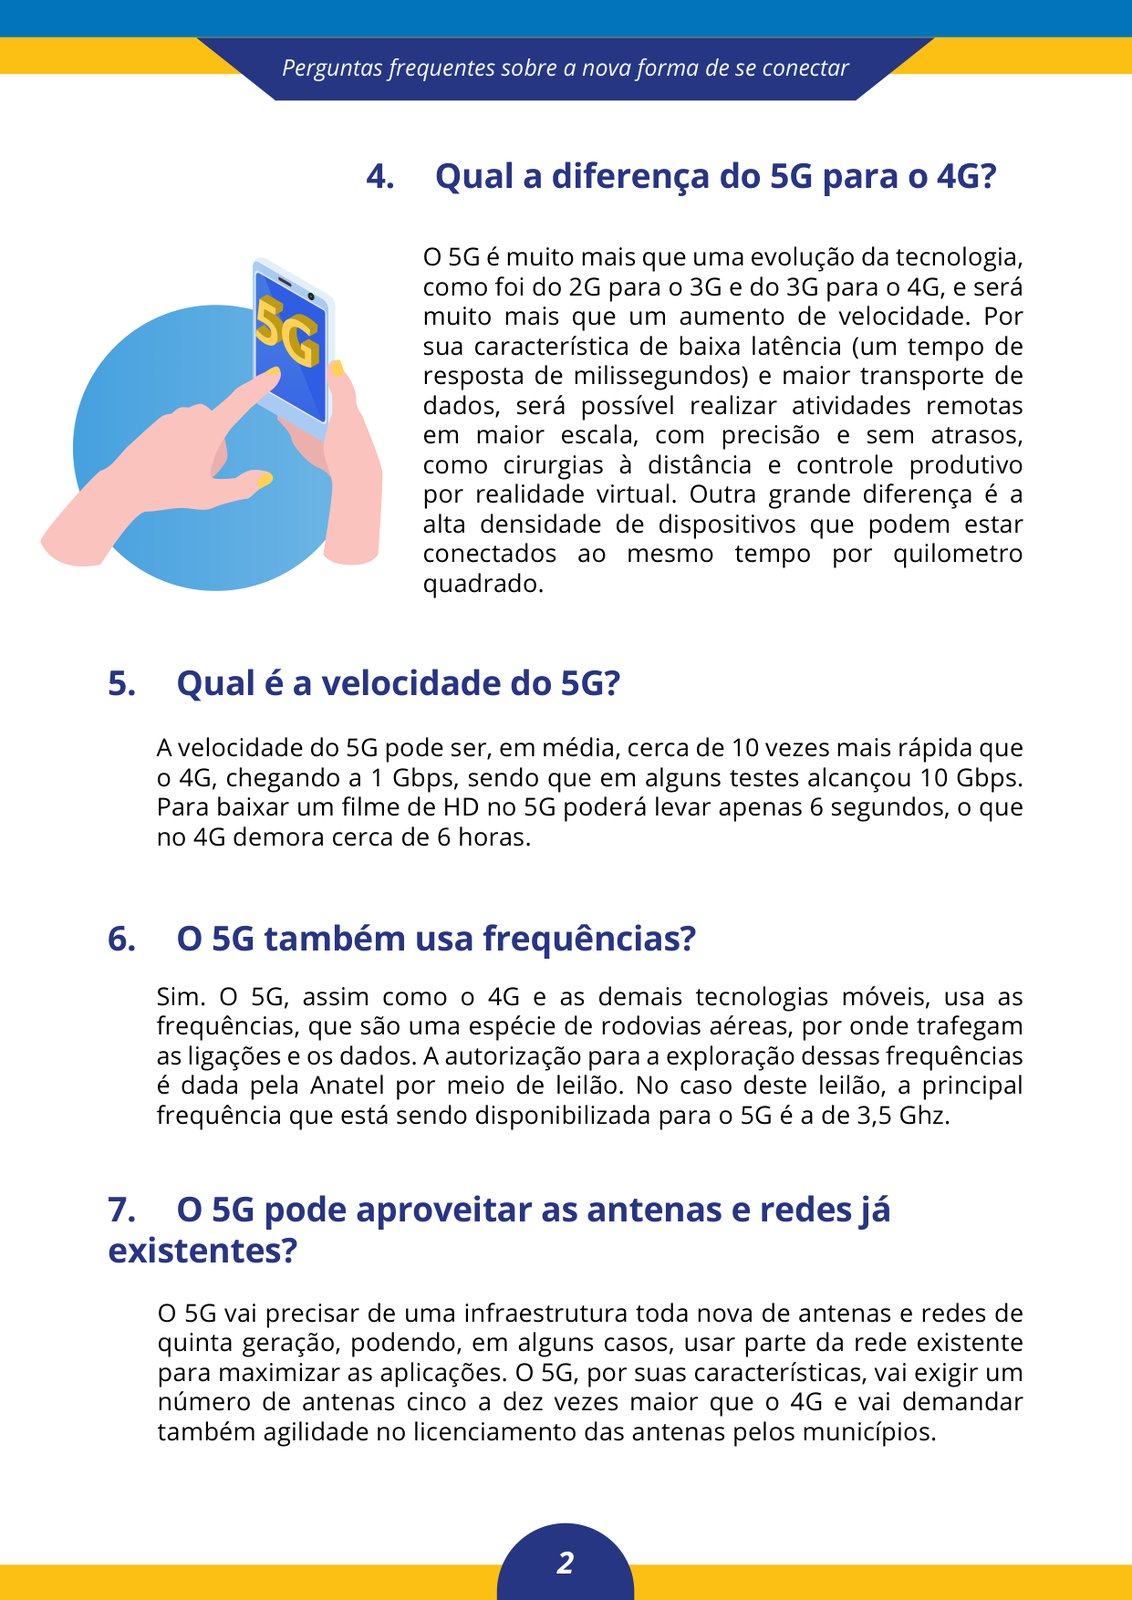 Perguntas frequentes sobre a nova forma de se conectar
4. Qual a diferença do 5G para o 4G?
5G
O 5G é muito mais que uma evolução da tecnologia,
como foi do 2G para o 3G e do 3G para o 4G, e será
muito mais que um aumento de velocidade. Por
sua característica de baixa latência (um tempo de
resposta de milissegundos) e maior transporte de
dados, será possível realizar atividades remotas
em maior escala, com precisão e sem atrasos,
como cirurgias à distância e controle produtivo
por realidade virtual. Outra grande diferença é a
alta densidade de dispositivos que podem estar
conectados ao mesmo tempo por quilometro
quadrado.
5. Qual é a velocidade do 5G?
A velocidade do 5G pode ser, em média, cerca de 10 vezes mais rápida que
o 4G, chegando a 1 Gbps, sendo que em alguns testes alcançou 10 Gbps.
Para baixar um filme de HD no 5G poderá levar apenas 6 segundos, o que
no 4G demora cerca de 6 horas.
6. O 5G também usa frequências?
Sim. O 5G, assim como o 4G e as demais tecnologias móveis, usa as
frequências, que são uma espécie de rodovias aéreas, por onde trafegam
as ligações e os dados. A autorização para a exploração dessas frequências
é dada pela Anatel por meio de leilão. No caso deste leilão, a principal
frequência que está sendo disponibilizada para o 5G é a de 3,5 Ghz.
7. O 5G pode aproveitar as antenas e redes já
existentes?
O 5G vai precisar de uma infraestrutura toda nova de antenas e redes de
quinta geração, podendo, em alguns casos, usar parte da rede existente
para maximizar as aplicações. O 5G, por suas características, vai exigir um
número de antenas cinco a dez vezes maior que o 4G e vai demandar
também agilidade no licenciamento das antenas pelos municípios.
2